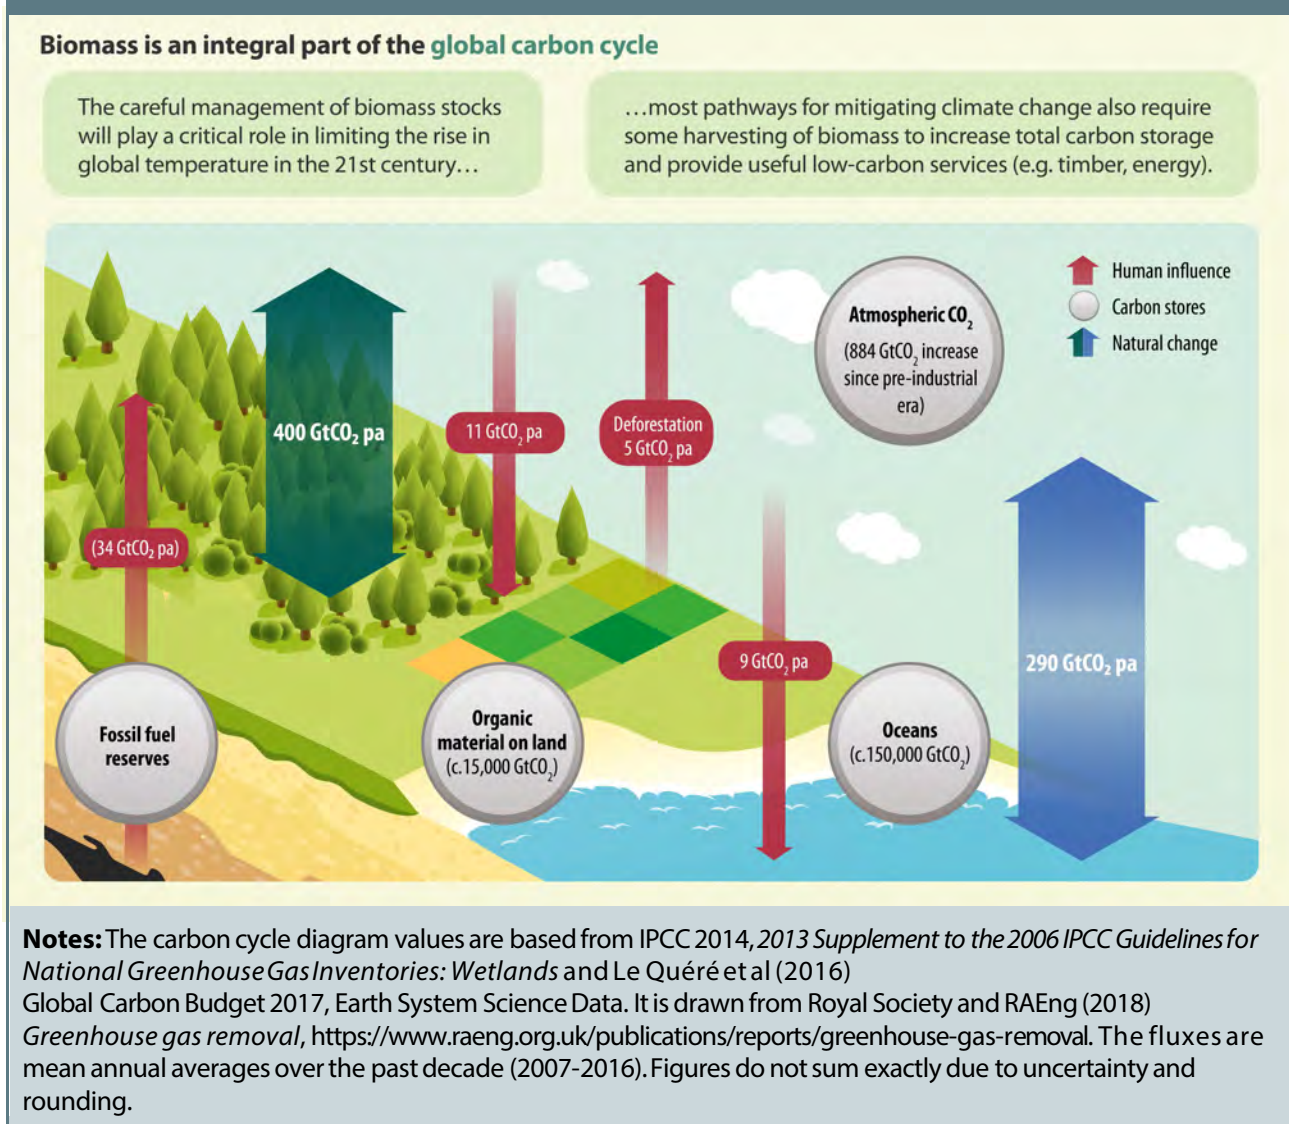 Biomass is an integral part of the global carbon cycle
The careful management of biomass stocks
will play a critical role in limiting the rise in
global temperature in the 21st century…
…most pathways for mitigating climate change also require
some harvesting of biomass to increase total carbon storage
and provide useful low-carbon services (e.g. timber, energy).
Human influence
Carbon stores
Natural change
Atmospheric CO₂
(884 GtCO₂ increase
since pre-industrial
era)
400 GtCO₂ pa
11 GtCO₂ pa
Deforestation
5 GtCO₂ pa
(34 GtCO₂ pa)
9 GtCO₂ pa
290 GtCO₂ pa
Fossil fuel
reserves
Organic
material on land
(c.15,000 GtCO₂)
Oceans
(c.150,000 GtCO₂)
Notes: The carbon cycle diagram values are based from IPCC 2014, 2013 Supplement to the 2006 IPCC Guidelines for
National Greenhouse Gas Inventories: Wetlands and Le Quéré et al (2016)
Global Carbon Budget 2017, Earth System Science Data. It is drawn from Royal Society and RAEng (2018)
Greenhouse gas removal, https://www.raeng.org.uk/publications/reports/greenhouse-gas-removal. The fluxes are
mean annual averages over the past decade (2007-2016). Figures do not sum exactly due to uncertainty and
rounding.